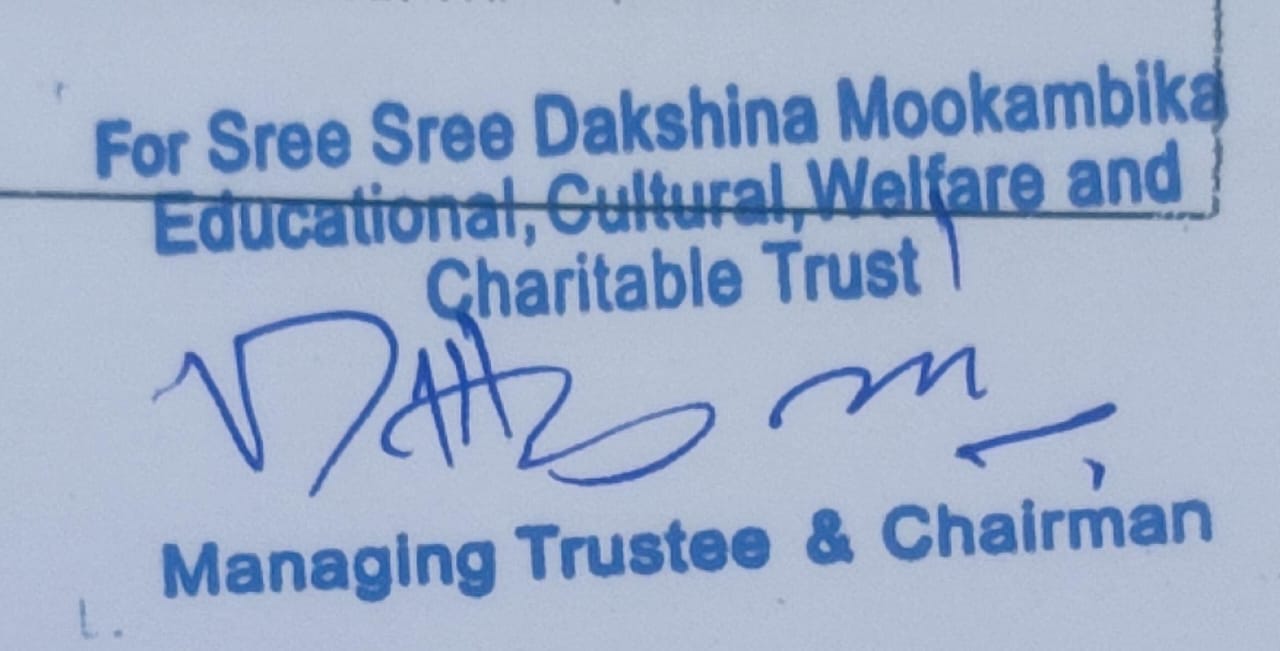 For Sree Sree Dakshina Mookambika
Educational, Cultural, Welfare and
Charitable Trust
Managing Trustee & Chairman